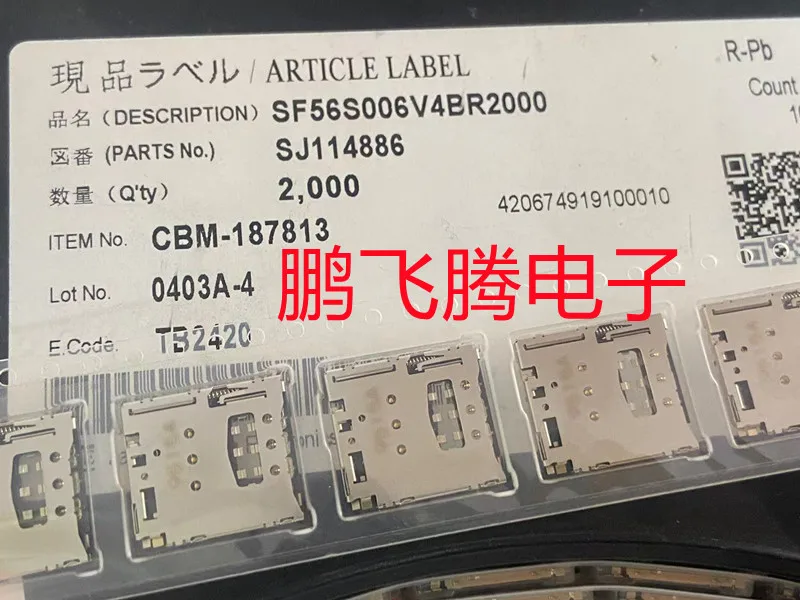 現品ラベル / ARTICLE LABEL
R-Pb
品名 (DESCRIPTION) SF56S006V4BR2000
Count
図番 (PARTS No.) SJ114886
数量 (Q'ty) 2,000
420674919100010
ITEM No. CBM-187813
鹏飞腾电子
Lot No. 0403A-4
E.Code. TB2420